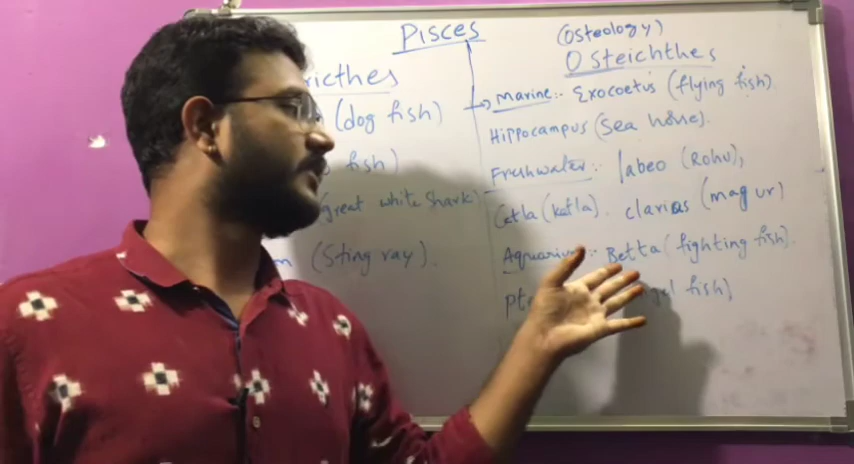 Pisces
(Osteology)
Osteichthes
ricthes
Marine:- Exocoetus (flying fish).
(dog fish)
Hippocampus (Sea horse).
fish)
Freshwater:- labeo (Rohu),
(great white Shark)
Catla (katla). clarias (magur)
(Sting ray).
Aquarium:- Betta (fighting fish).
fish)